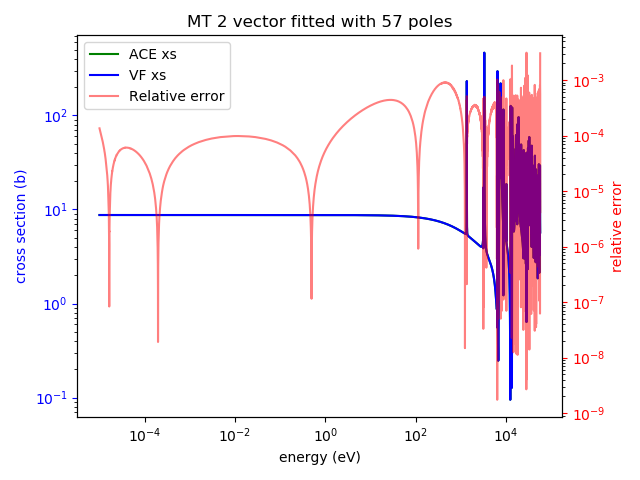 MT 2 vector fitted with 57 poles
ACE xs
VF xs
Relative error
cross section (b)
10^2
10^1
10^0
10^-1
10^-3
10^-4
10^-5
10^-6
10^-7
10^-8
10^-9
relative error
10^-4
10^-2
10^0
10^2
10^4
energy (eV)